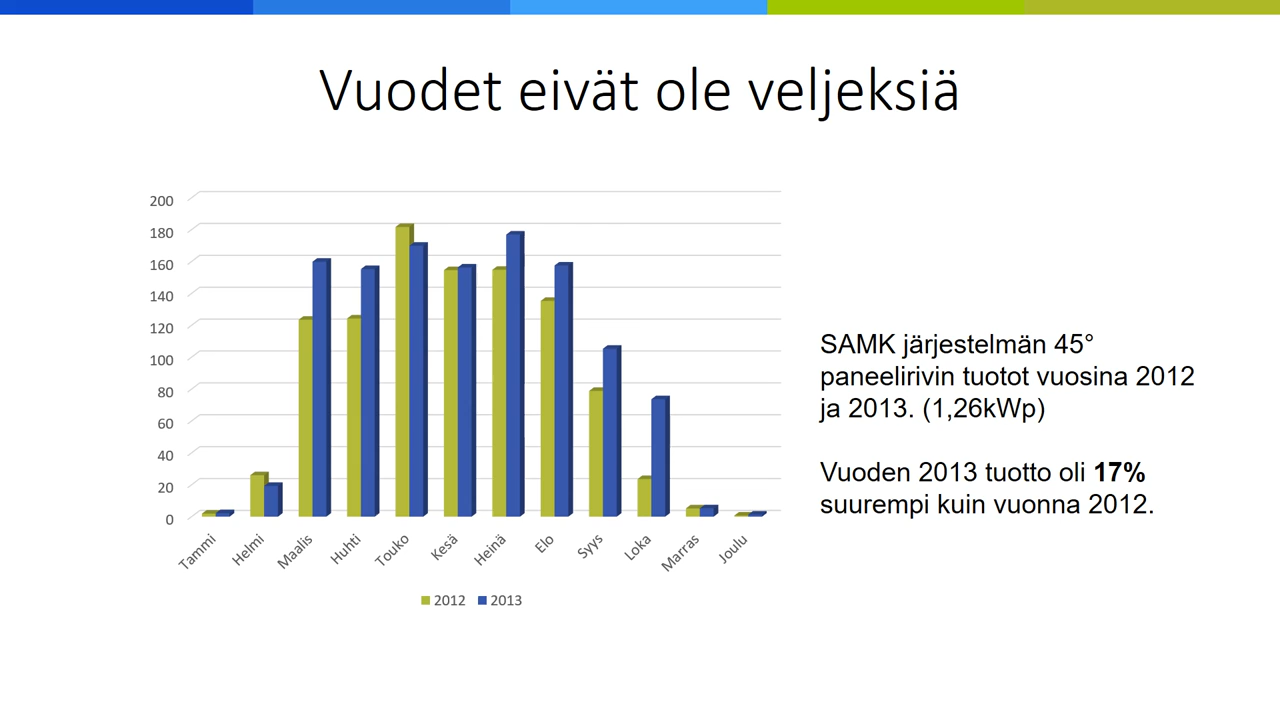 Vuodet eivät ole veljeksiä
200
180
160
140
120
100
80
60
40
20
0
Tammi
Helmi
Maalis
Huhti
Touko
Kesä
Heinä
Elo
Syys
Loka
Marras
Joulu
2012 2013
SAMK järjestelmän 45°
paneelirivin tuotot vuosina 2012
ja 2013. (1,26kWp)
Vuoden 2013 tuotto oli 17%
suurempi kuin vuonna 2012.